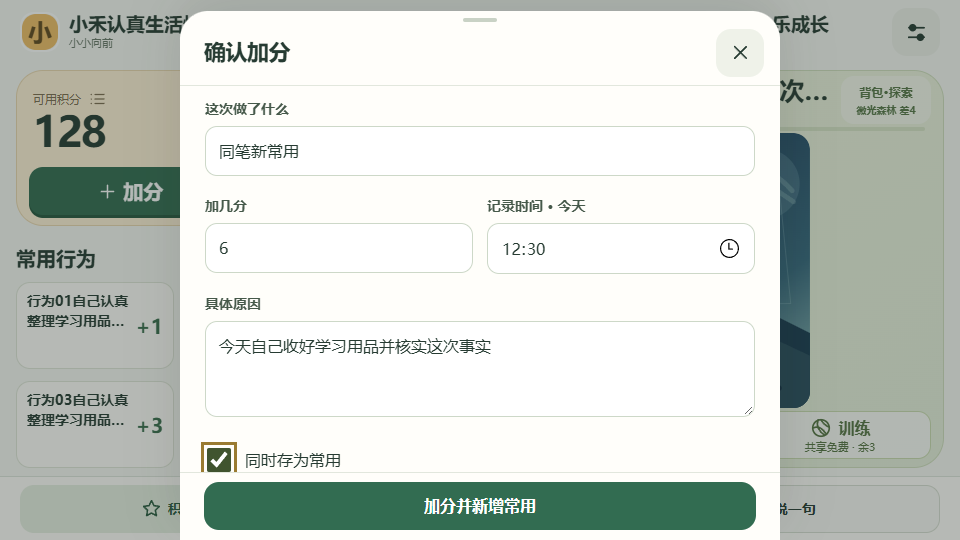 小
小禾认真生活
小小向前
乐成长
可用积分
128
+ 加分
次…
背包·探索
微光森林 差4
常用行为
行为01自己认真
整理学习用品…
+1
行为03自己认真
整理学习用品…
+3
训练
共享免费 · 余3
积
说一句
确认加分
这次做了什么
同笔新常用
加几分
记录时间 • 今天
6
12:30
具体原因
今天自己收好学习用品并核实这次事实
同时存为常用
加分并新增常用